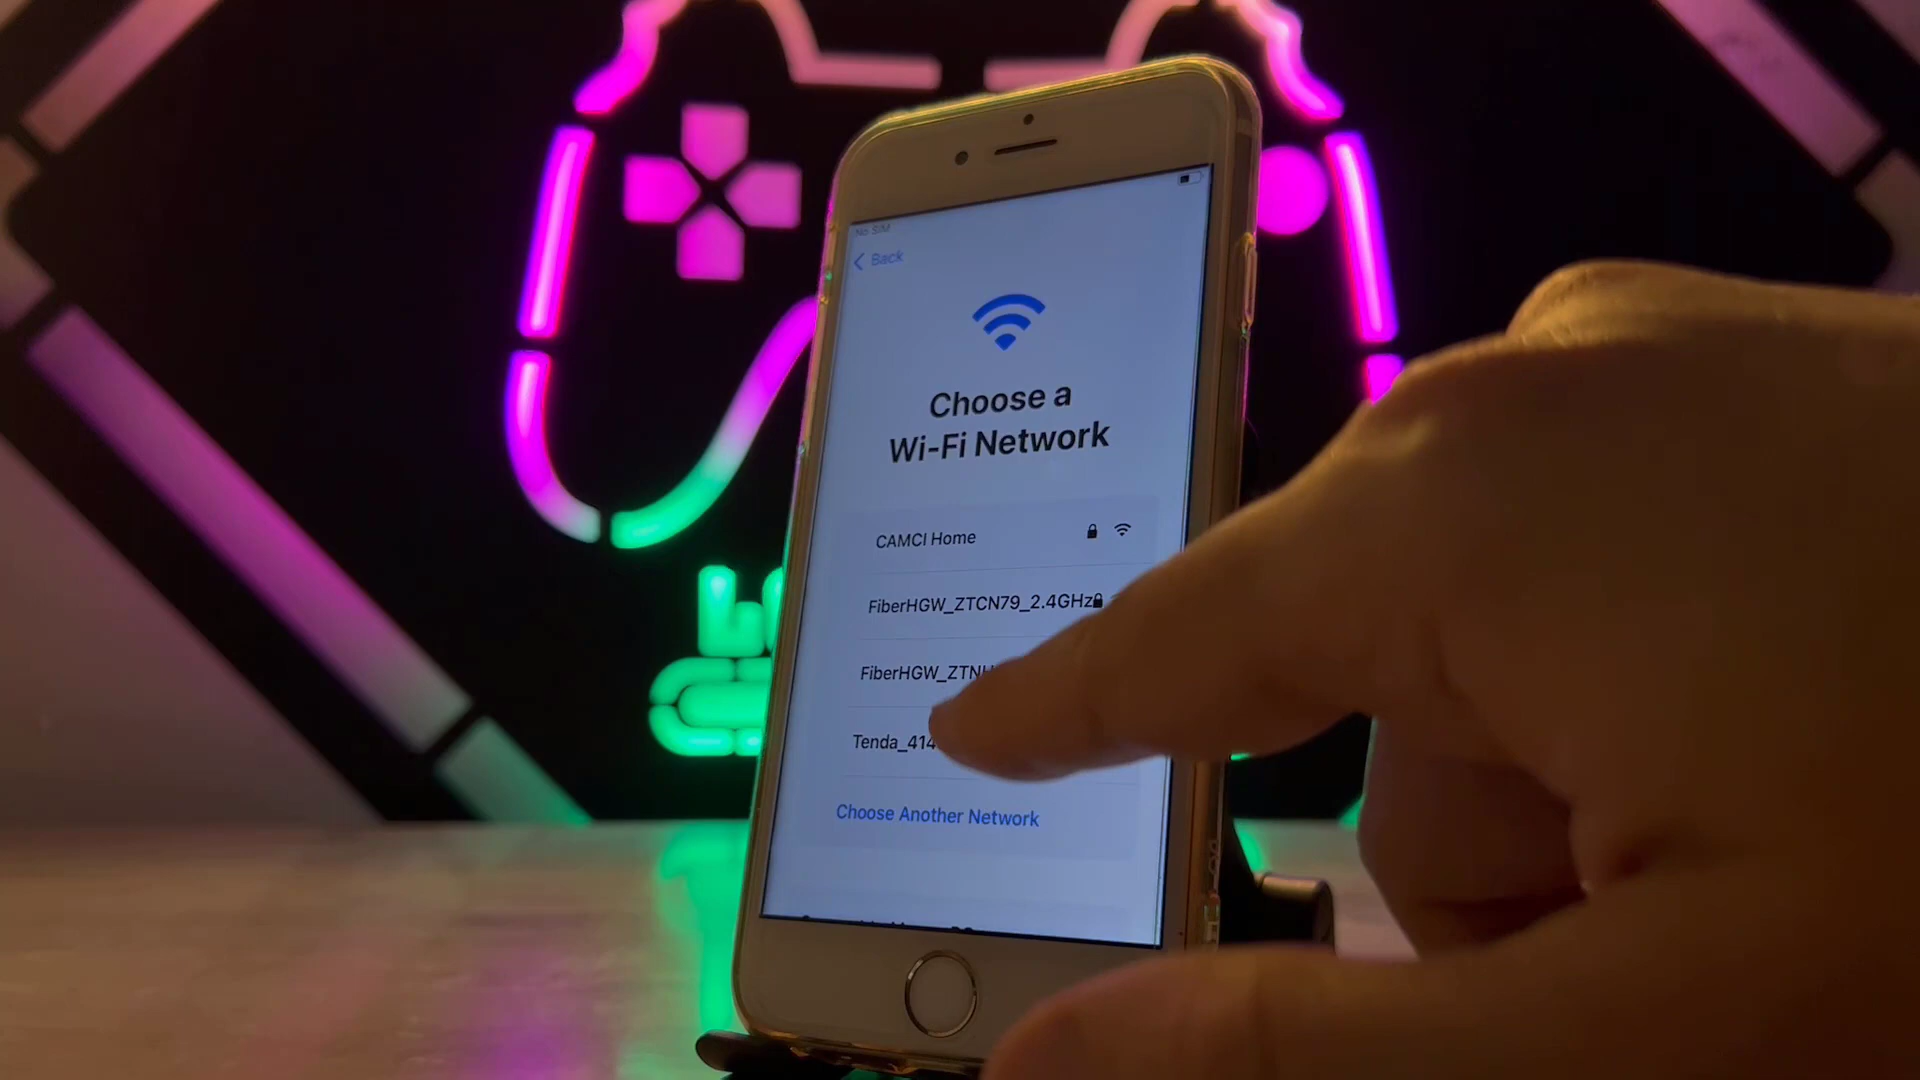 No SIM
Back
Choose a
Wi-Fi Network
CAMCI Home
FiberHGW_ZTCN79_2.4GHz
FiberHGW_ZTN
Tenda_414
Choose Another Network